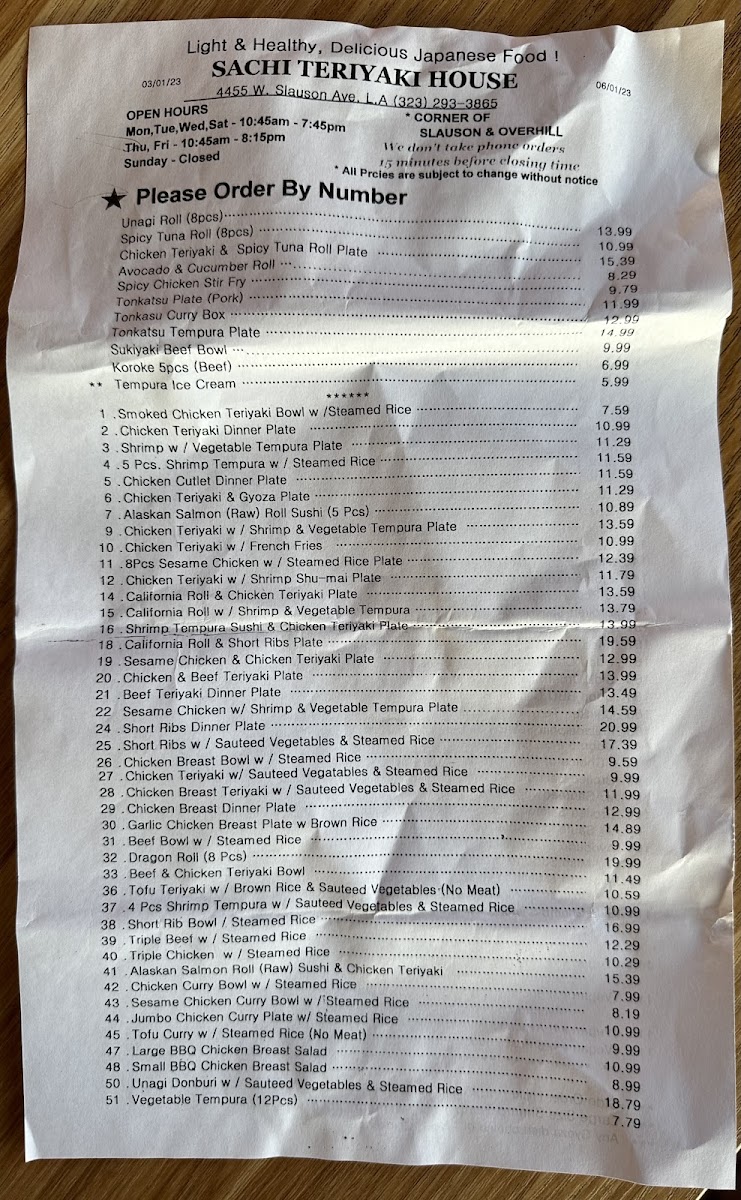 Light & Healthy, Delicious Japanese Food !
SACHI TERIYAKI HOUSE
03/01/23
06/01/23
4455 W. Slauson Ave. L.A (323) 293-3865
OPEN HOURS
Mon,Tue,Wed,Sat - 10:45am - 7:45pm
Thu, Fri - 10:45am - 8:15pm
Sunday - Closed
* CORNER OF
SLAUSON & OVERHILL
We don't take phone orders
15 minutes before closing time
* All Prcies are subject to change without notice
★ Please Order By Number
Unagi Roll (8pcs) 13.99
Spicy Tuna Roll (8pcs) 10.99
Chicken Teriyaki & Spicy Tuna Roll Plate 15.39
Avocado & Cucumber Roll 8.29
Spicy Chicken Stir Fry 9.79
Tonkatsu Plate (Pork) 11.99
Tonkasu Curry Box 12.99
Tonkatsu Tempura Plate 14.99
Sukiyaki Beef Bowl 9.99
Koroke 5pcs (Beef) 6.99
** Tempura Ice Cream 5.99
******
1 .Smoked Chicken Teriyaki Bowl w /Steamed Rice 7.59
2 .Chicken Teriyaki Dinner Plate 10.99
3 .Shrimp w / Vegetable Tempura Plate 11.29
4 .5 Pcs. Shrimp Tempura w / Steamed Rice 11.59
5 .Chicken Cutlet Dinner Plate 11.59
6 .Chicken Teriyaki & Gyoza Plate 11.29
7 .Alaskan Salmon (Raw) Roll Sushi (5 Pcs) 10.89
9 .Chicken Teriyaki w / Shrimp & Vegetable Tempura Plate 13.59
10 .Chicken Teriyaki w / French Fries 10.99
11 .8Pcs Sesame Chicken w / Steamed Rice Plate 12.39
12 .Chicken Teriyaki w / Shrimp Shu-mai Plate 11.79
14 .California Roll & Chicken Teriyaki Plate 13.59
15 .California Roll w / Shrimp & Vegetable Tempura 13.79
16 .Shrimp Tempura Sushi & Chicken Teriyaki Plate 13.99
18 .California Roll & Short Ribs Plate 19.59
19 .Sesame Chicken & Chicken Teriyaki Plate 12.99
20 .Chicken & Beef Teriyaki Plate 13.99
21 .Beef Teriyaki Dinner Plate 13.49
22 Sesame Chicken w/ Shrimp & Vegetable Tempura Plate 14.59
24 .Short Ribs Dinner Plate 20.99
25 .Short Ribs w / Sauteed Vegetables & Steamed Rice 17.39
26 .Chicken Breast Bowl w / Steamed Rice 9.59
27 .Chicken Teriyaki w/ Sauteed Vegatables & Steamed Rice 9.99
28 .Chicken Breast Teriyaki w / Sauteed Vegetables & Steamed Rice 11.99
29 .Chicken Breast Dinner Plate 12.99
30 .Garlic Chicken Breast Plate w Brown Rice 14.89
31 .Beef Bowl w / Steamed Rice 9.99
32 .Dragon Roll (8 Pcs) 19.99
33 .Beef & Chicken Teriyaki Bowl 11.49
36 .Tofu Teriyaki w / Brown Rice & Sauteed Vegetables (No Meat) 10.59
37 .4 Pcs Shrimp Tempura w / Sauteed Vegetables & Steamed Rice 10.99
38 .Short Rib Bowl / Steamed Rice 16.99
39 .Triple Beef w / Steamed Rice 12.29
40 .Triple Chicken w / Steamed Rice 10.29
41 .Alaskan Salmon Roll (Raw) Sushi & Chicken Teriyaki 15.39
42 .Chicken Curry Bowl w / Steamed Rice 7.99
43 .Sesame Chicken Curry Bowl w / Steamed Rice 8.19
44 .Jumbo Chicken Curry Plate w/ Steamed Rice 10.99
45 .Tofu Curry w / Steamed Rice (No Meat) 9.99
47 .Large BBQ Chicken Breast Salad 10.99
48 .Small BBQ Chicken Breast Salad 8.99
50 .Unagi Donburi w / Sauteed Vegetables & Steamed Rice 18.79
51 .Vegetable Tempura (12Pcs) 7.79